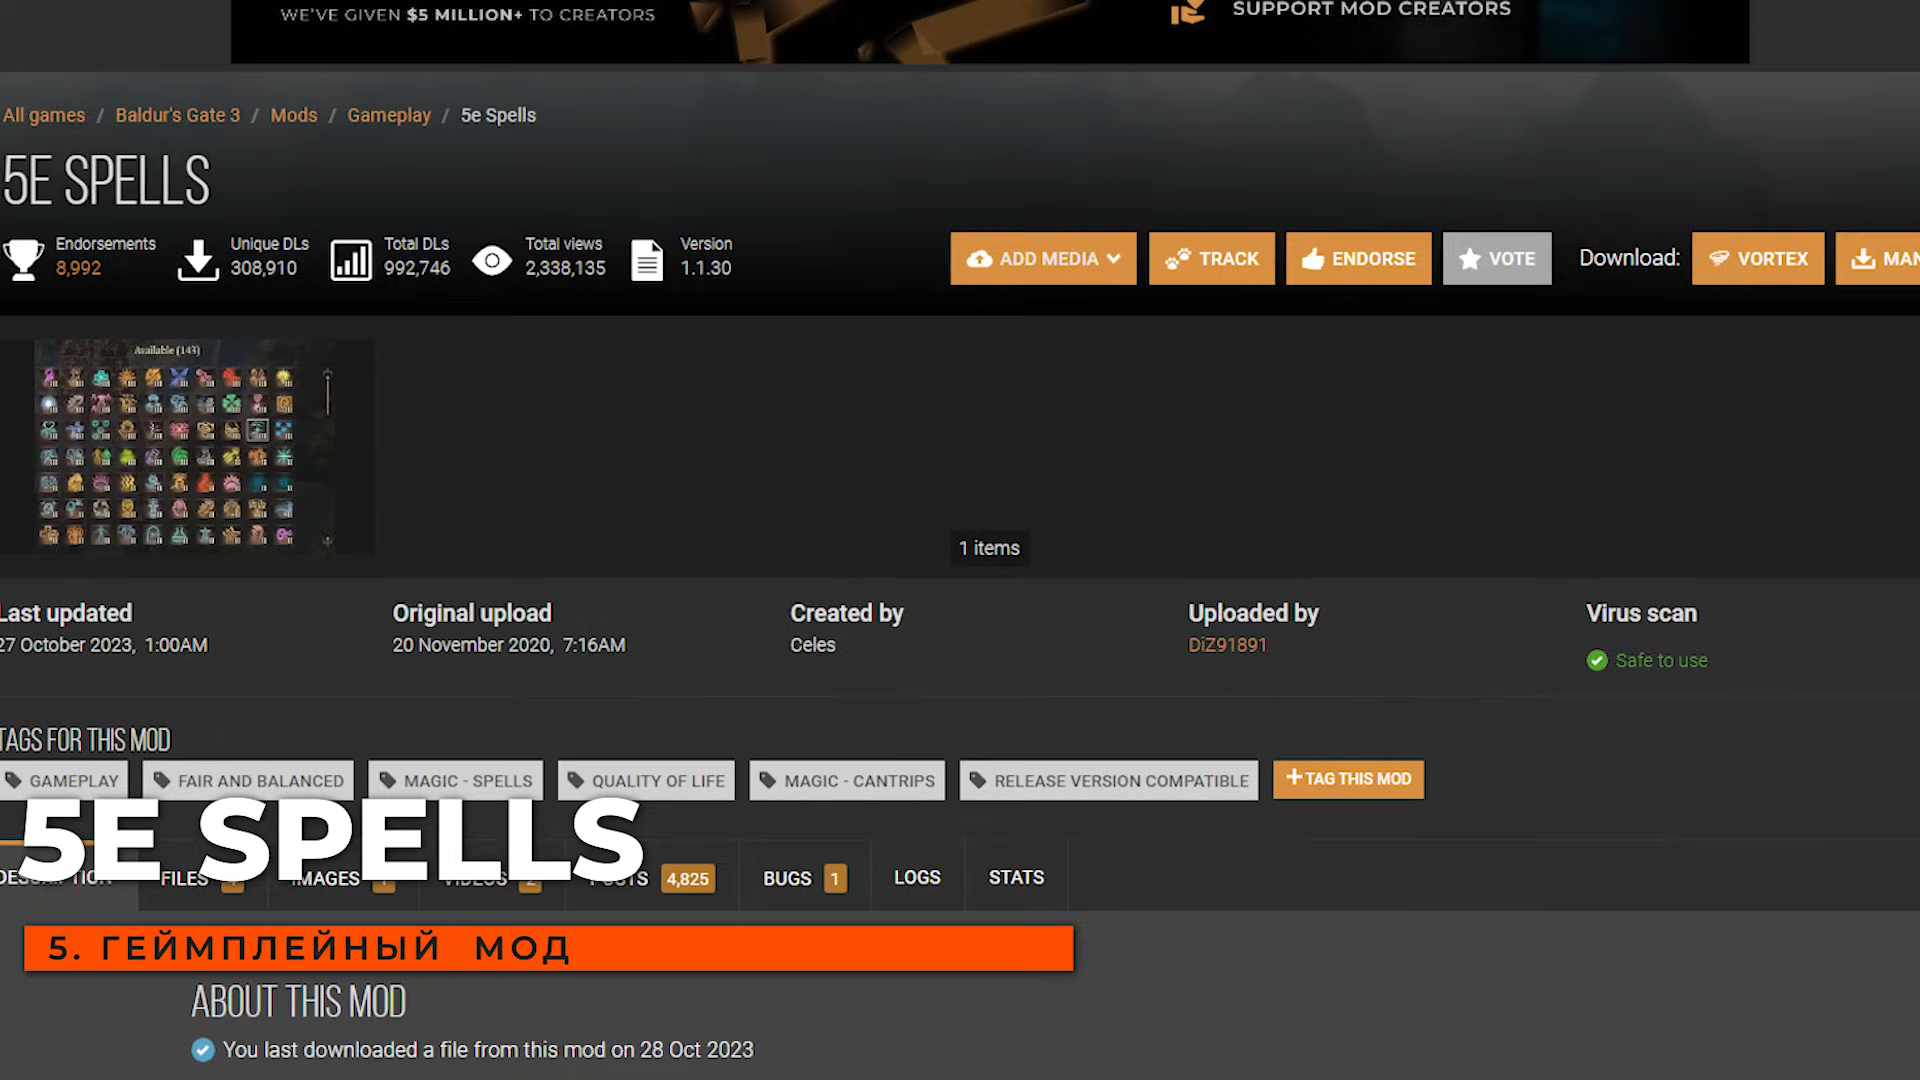 WE'VE GIVEN $5 MILLION+ TO CREATORS
SUPPORT MOD CREATORS
All games / Baldur's Gate 3 / Mods / Gameplay / 5e Spells
5E SPELLS
Endorsements
8,992
Unique DLs
308,910
Total DLs
992,746
Total views
2,338,135
Version
1.1.30
ADD MEDIA
TRACK
ENDORSE
VOTE
Download:
VORTEX
MAN
Available (143)
1 items
Last updated
27 October 2023, 1:00AM
Original upload
20 November 2020, 7:16AM
Created by
Celes
Uploaded by
DiZ91891
Virus scan
Safe to use
TAGS FOR THIS MOD
GAMEPLAY
FAIR AND BALANCED
MAGIC - SPELLS
QUALITY OF LIFE
MAGIC - CANTRIPS
RELEASE VERSION COMPATIBLE
+TAG THIS MOD
5E SPELLS
DESCRIPTION
FILES
IMAGES
VIDEOS 2
POSTS 4,825
BUGS 1
LOGS
STATS
5. ГЕЙМПЛЕЙНЫЙ МОД
ABOUT THIS MOD
You last downloaded a file from this mod on 28 Oct 2023